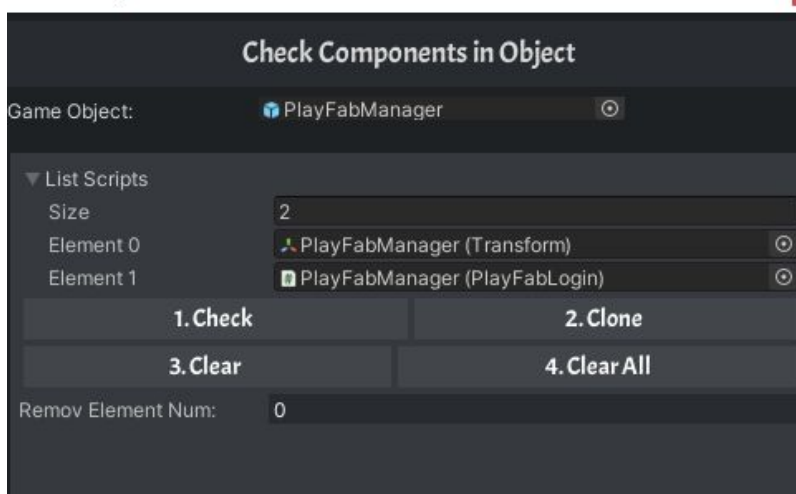 Check Components in Object
Game Object: PlayFabManager
List Scripts
Size 2
Element 0 PlayFabManager (Transform)
Element 1 PlayFabManager (PlayFabLogin)
1. Check 2. Clone
3. Clear 4. Clear All
Remov Element Num: 0